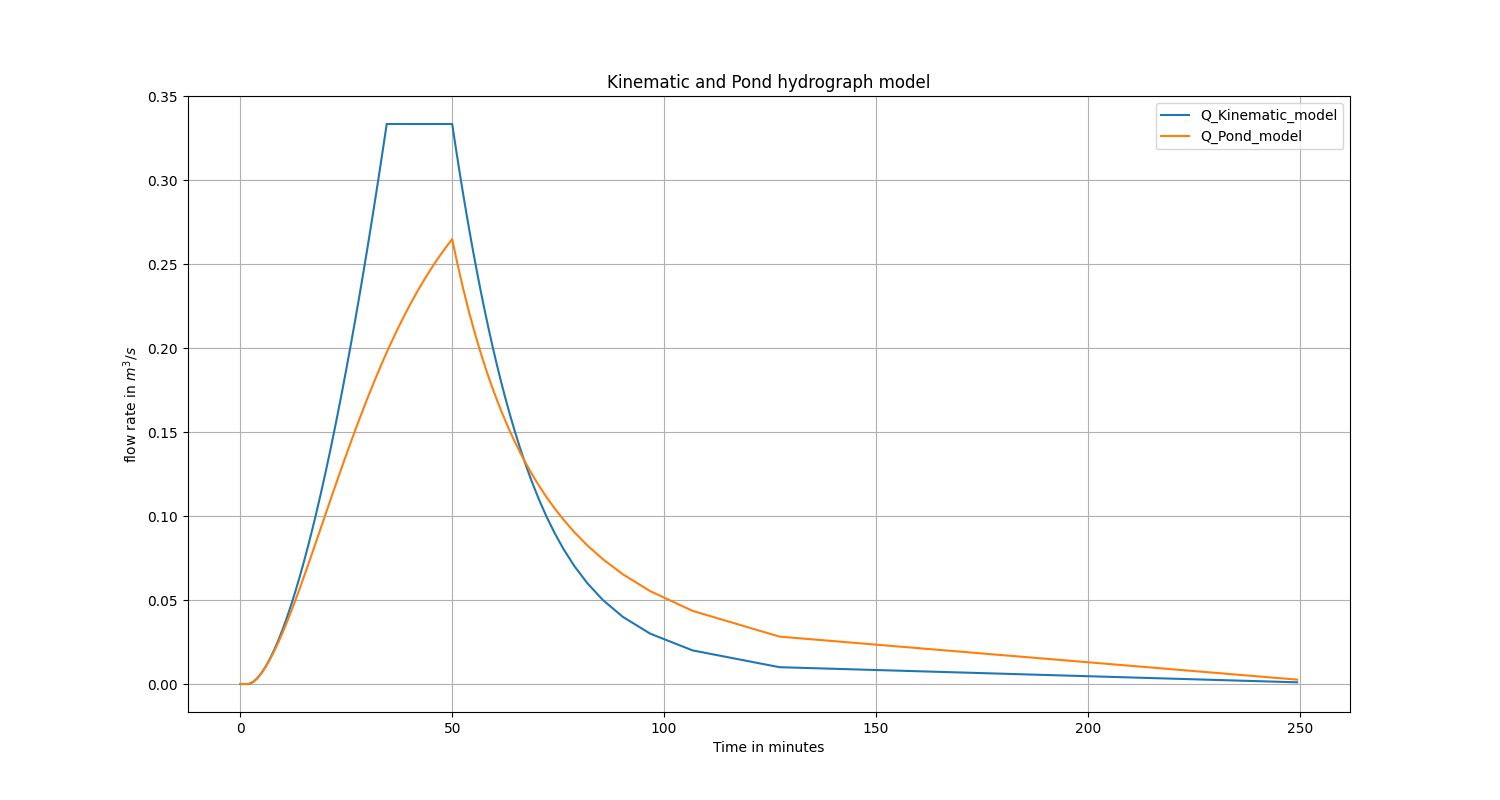 Kinematic and Pond hydrograph model
Q_Kinematic_model
Q_Pond_model
flow rate in $m^3/s$
0.35
0.30
0.25
0.20
0.15
0.10
0.05
0.00
0 50 100 150 200 250
Time in minutes